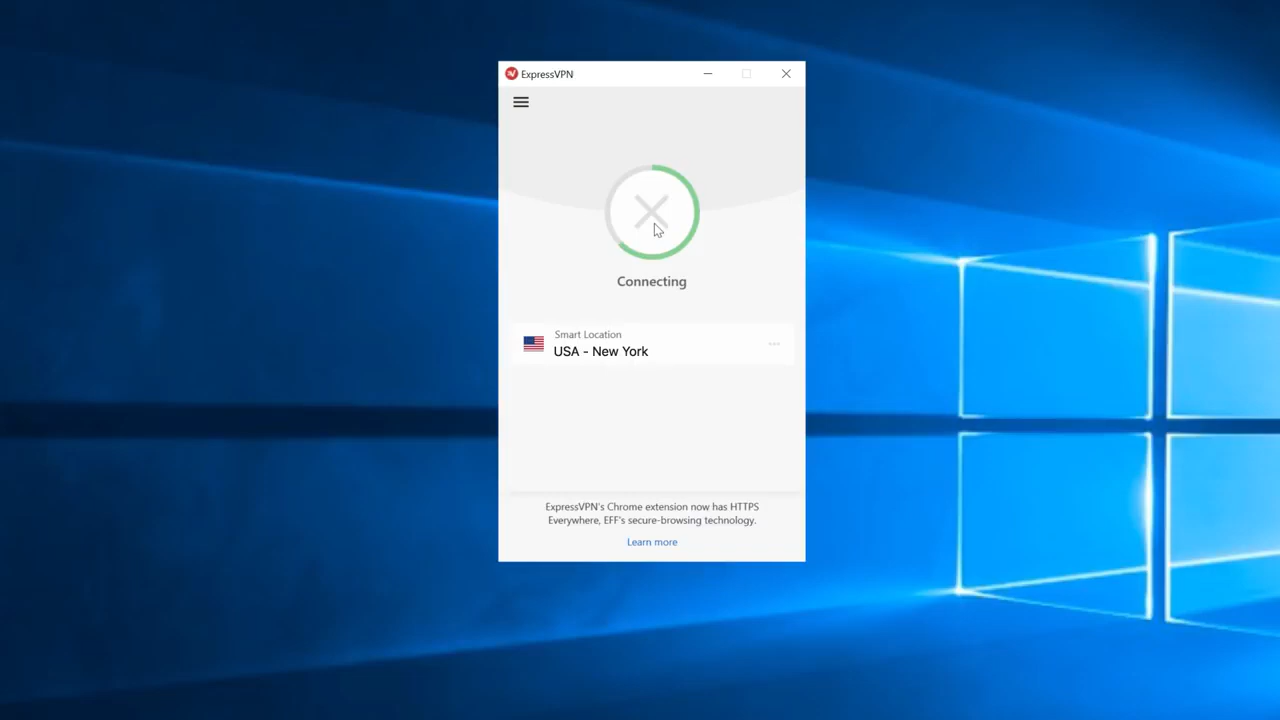 ExpressVPN
Connecting
Smart Location
USA - New York
ExpressVPN's Chrome extension now has HTTPS
Everywhere, EFF's secure-browsing technology.
Learn more